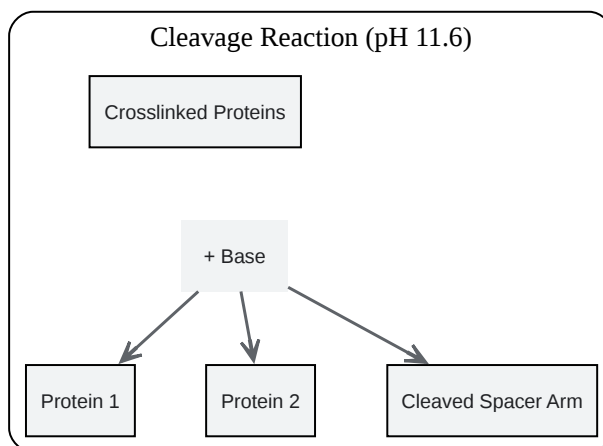 Cleavage Reaction (pH 11.6)
Crosslinked Proteins
+ Base
Protein 1
Protein 2
Cleaved Spacer Arm